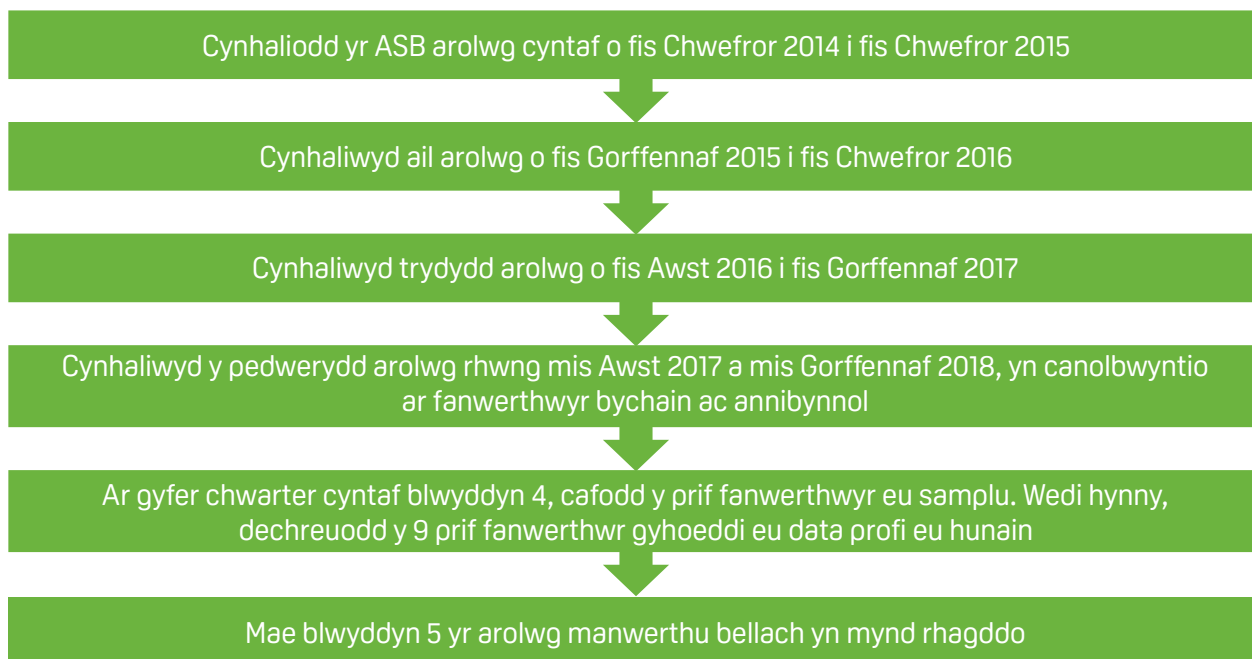 Cynhaliodd yr ASB arolwg cyntaf o fis Chwefror 2014 i fis Chwefror 2015
Cynhaliwyd ail arolwg o fis Gorffennaf 2015 i fis Chwefror 2016
Cynhaliwyd trydydd arolwg o fis Awst 2016 i fis Gorffennaf 2017
Cynhaliwyd y pedwerydd arolwg rhwng mis Awst 2017 a mis Gorffennaf 2018, yn canolbwyntio
ar fanwerthwyr bychain ac annibynnol
Ar gyfer chwarter cyntaf blwyddyn 4, cafodd y prif fanwerthwyr eu samplu. Wedi hynny,
dechreuodd y 9 prif fanwerthwr gyhoeddi eu data profi eu hunain
Mae blwyddyn 5 yr arolwg manwerthu bellach yn mynd rhagddo